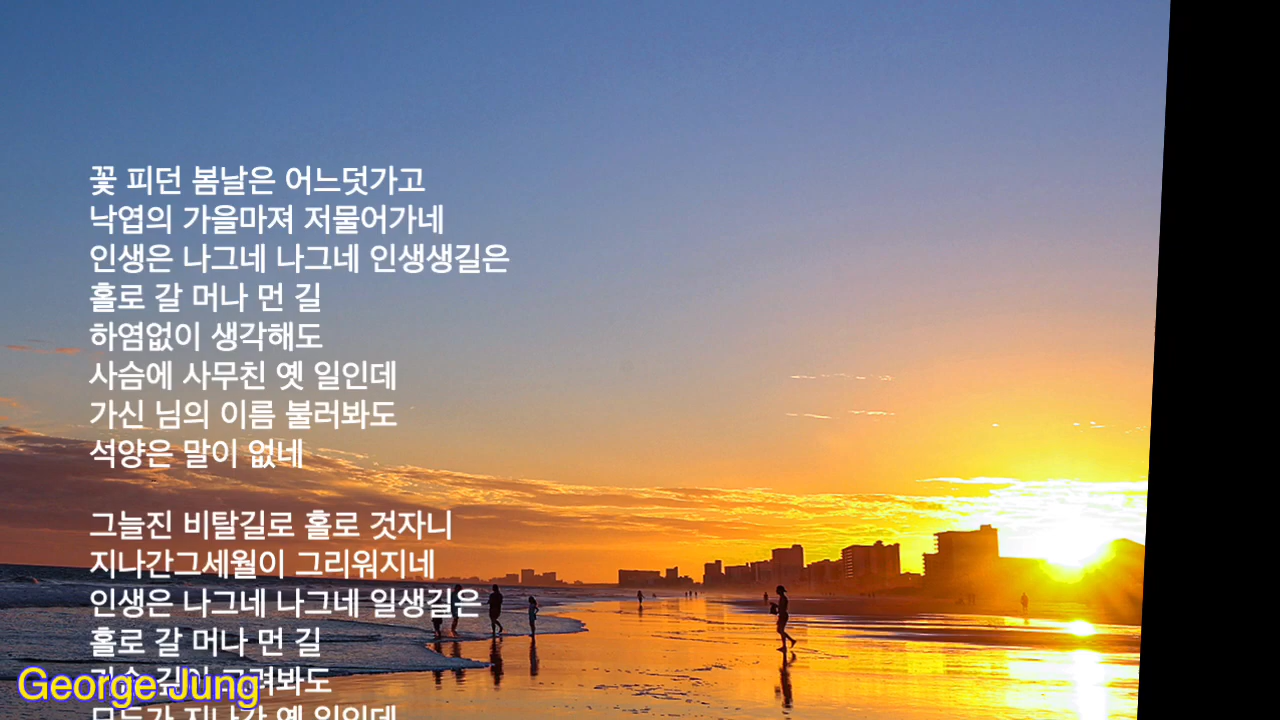 꽃 피던 봄날은 어느덧가고
낙엽의 가을마져 저물어가네
인생은 나그네 나그네 인생생길은
홀로 갈 머나 먼 길
하염없이 생각해도
사슴에 사무친 옛 일인데
가신 님의 이름 불러봐도
석양은 말이 없네
그늘진 비탈길로 홀로 것자니
지나간그세월이 그리워지네
인생은 나그네 나그네 일생길은
홀로 갈 머나 먼 길
George Jung